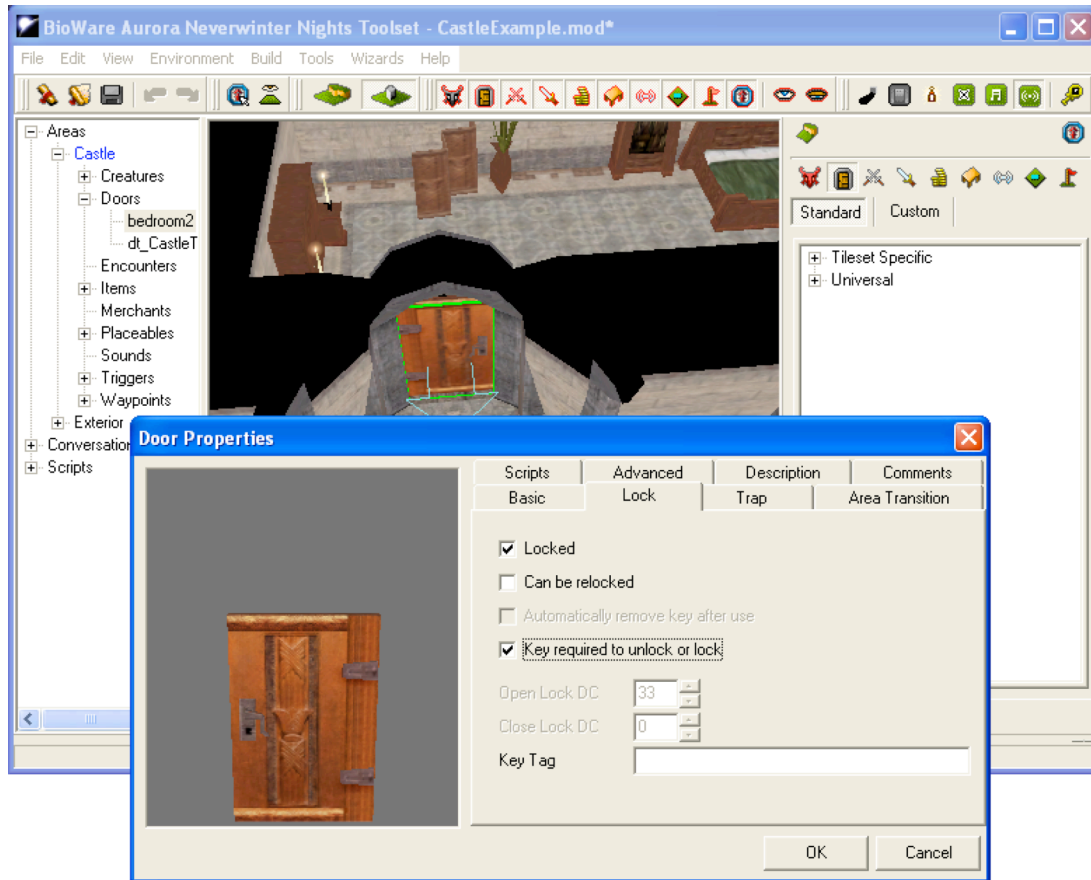 BioWare Aurora Neverwinter Nights Toolset - CastleExample.mod*
File Edit View Environment Build Tools Wizards Help
Areas
Castle
Creatures
Doors
bedroom2
dt_CastleT
Encounters
Items
Merchants
Placeables
Sounds
Triggers
Waypoints
Exterior
Conversation
Scripts
Standard Custom
Tileset Specific
Universal
Door Properties
Scripts Advanced Description Comments
Basic Lock Trap Area Transition
Locked
Can be relocked
Automatically remove key after use
Key required to unlock or lock
Open Lock DC 33
Close Lock DC 0
Key Tag
OK Cancel